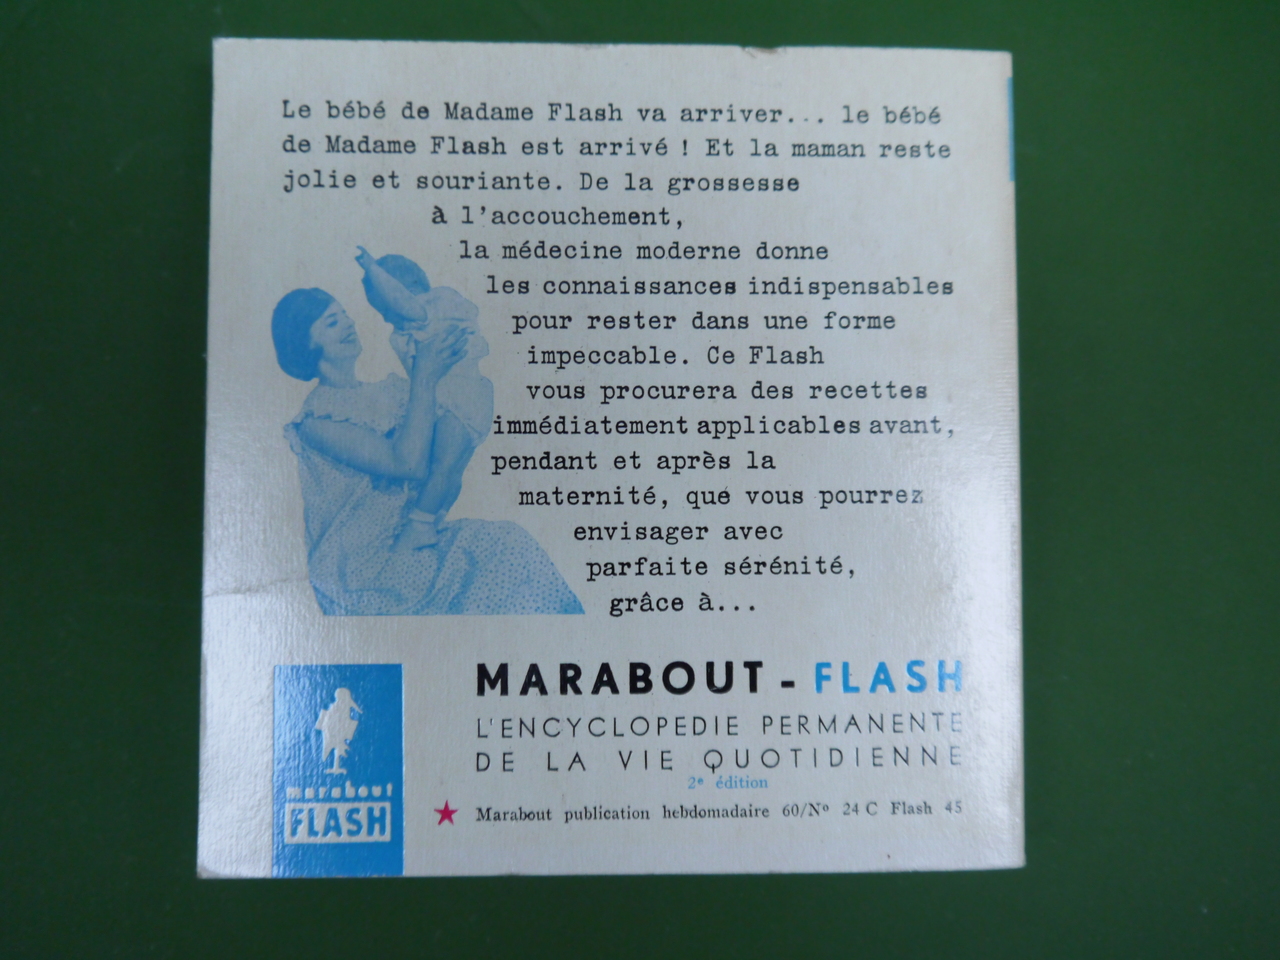 Le bébé de Madame Flash va arriver... le bébé
de Madame Flash est arrivé ! Et la maman reste
jolie et souriante. De la grossesse
à l'accouchement,
la médecine moderne donne
les connaissances indispensables
pour rester dans une forme
impeccable. Ce Flash
vous procurera des recettes
immédiatement applicables avant,
pendant et après la
maternité, que vous pourrez
envisager avec
parfaite sérénité,
grâce à...
MARABOUT - FLASH
L'ENCYCLOPEDIE PERMANENTE
DE LA VIE QUOTIDIENNE
2e édition
★ Marabout publication hebdomadaire 60/No 24 C Flash 45
marabout
FLASH